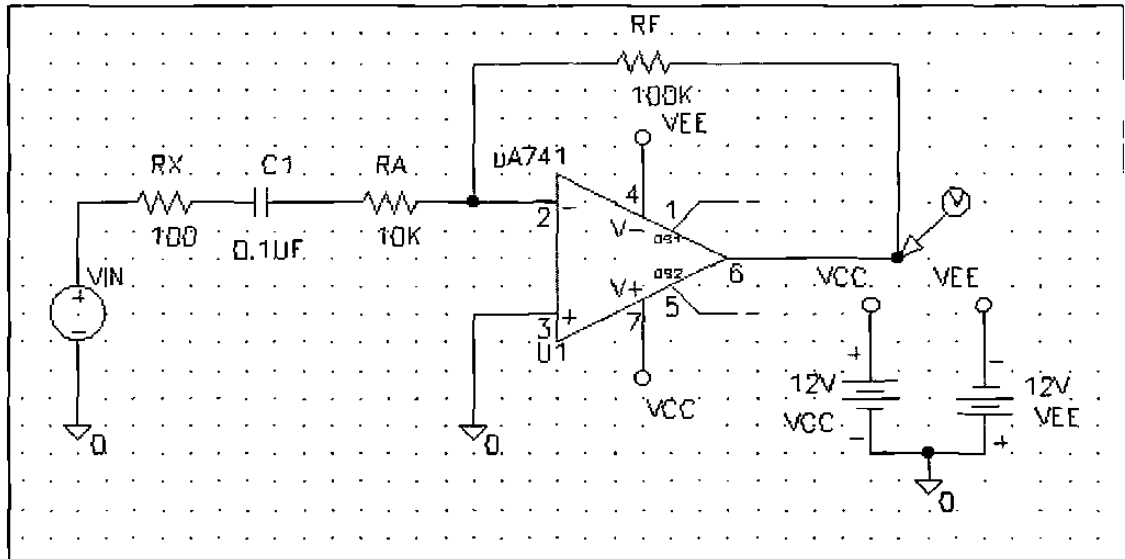 RF
100K
VEE
UA741
RX
C1
RA
4
1
2
-
V-
OS1
100
0.1UF
10K
VIN
+
-
6
V
OS2
V+
5
3
+
7
U1
VCC
VEE
VCC
+
-
12V
12V
VCC
VEE
-
+
0
0
0